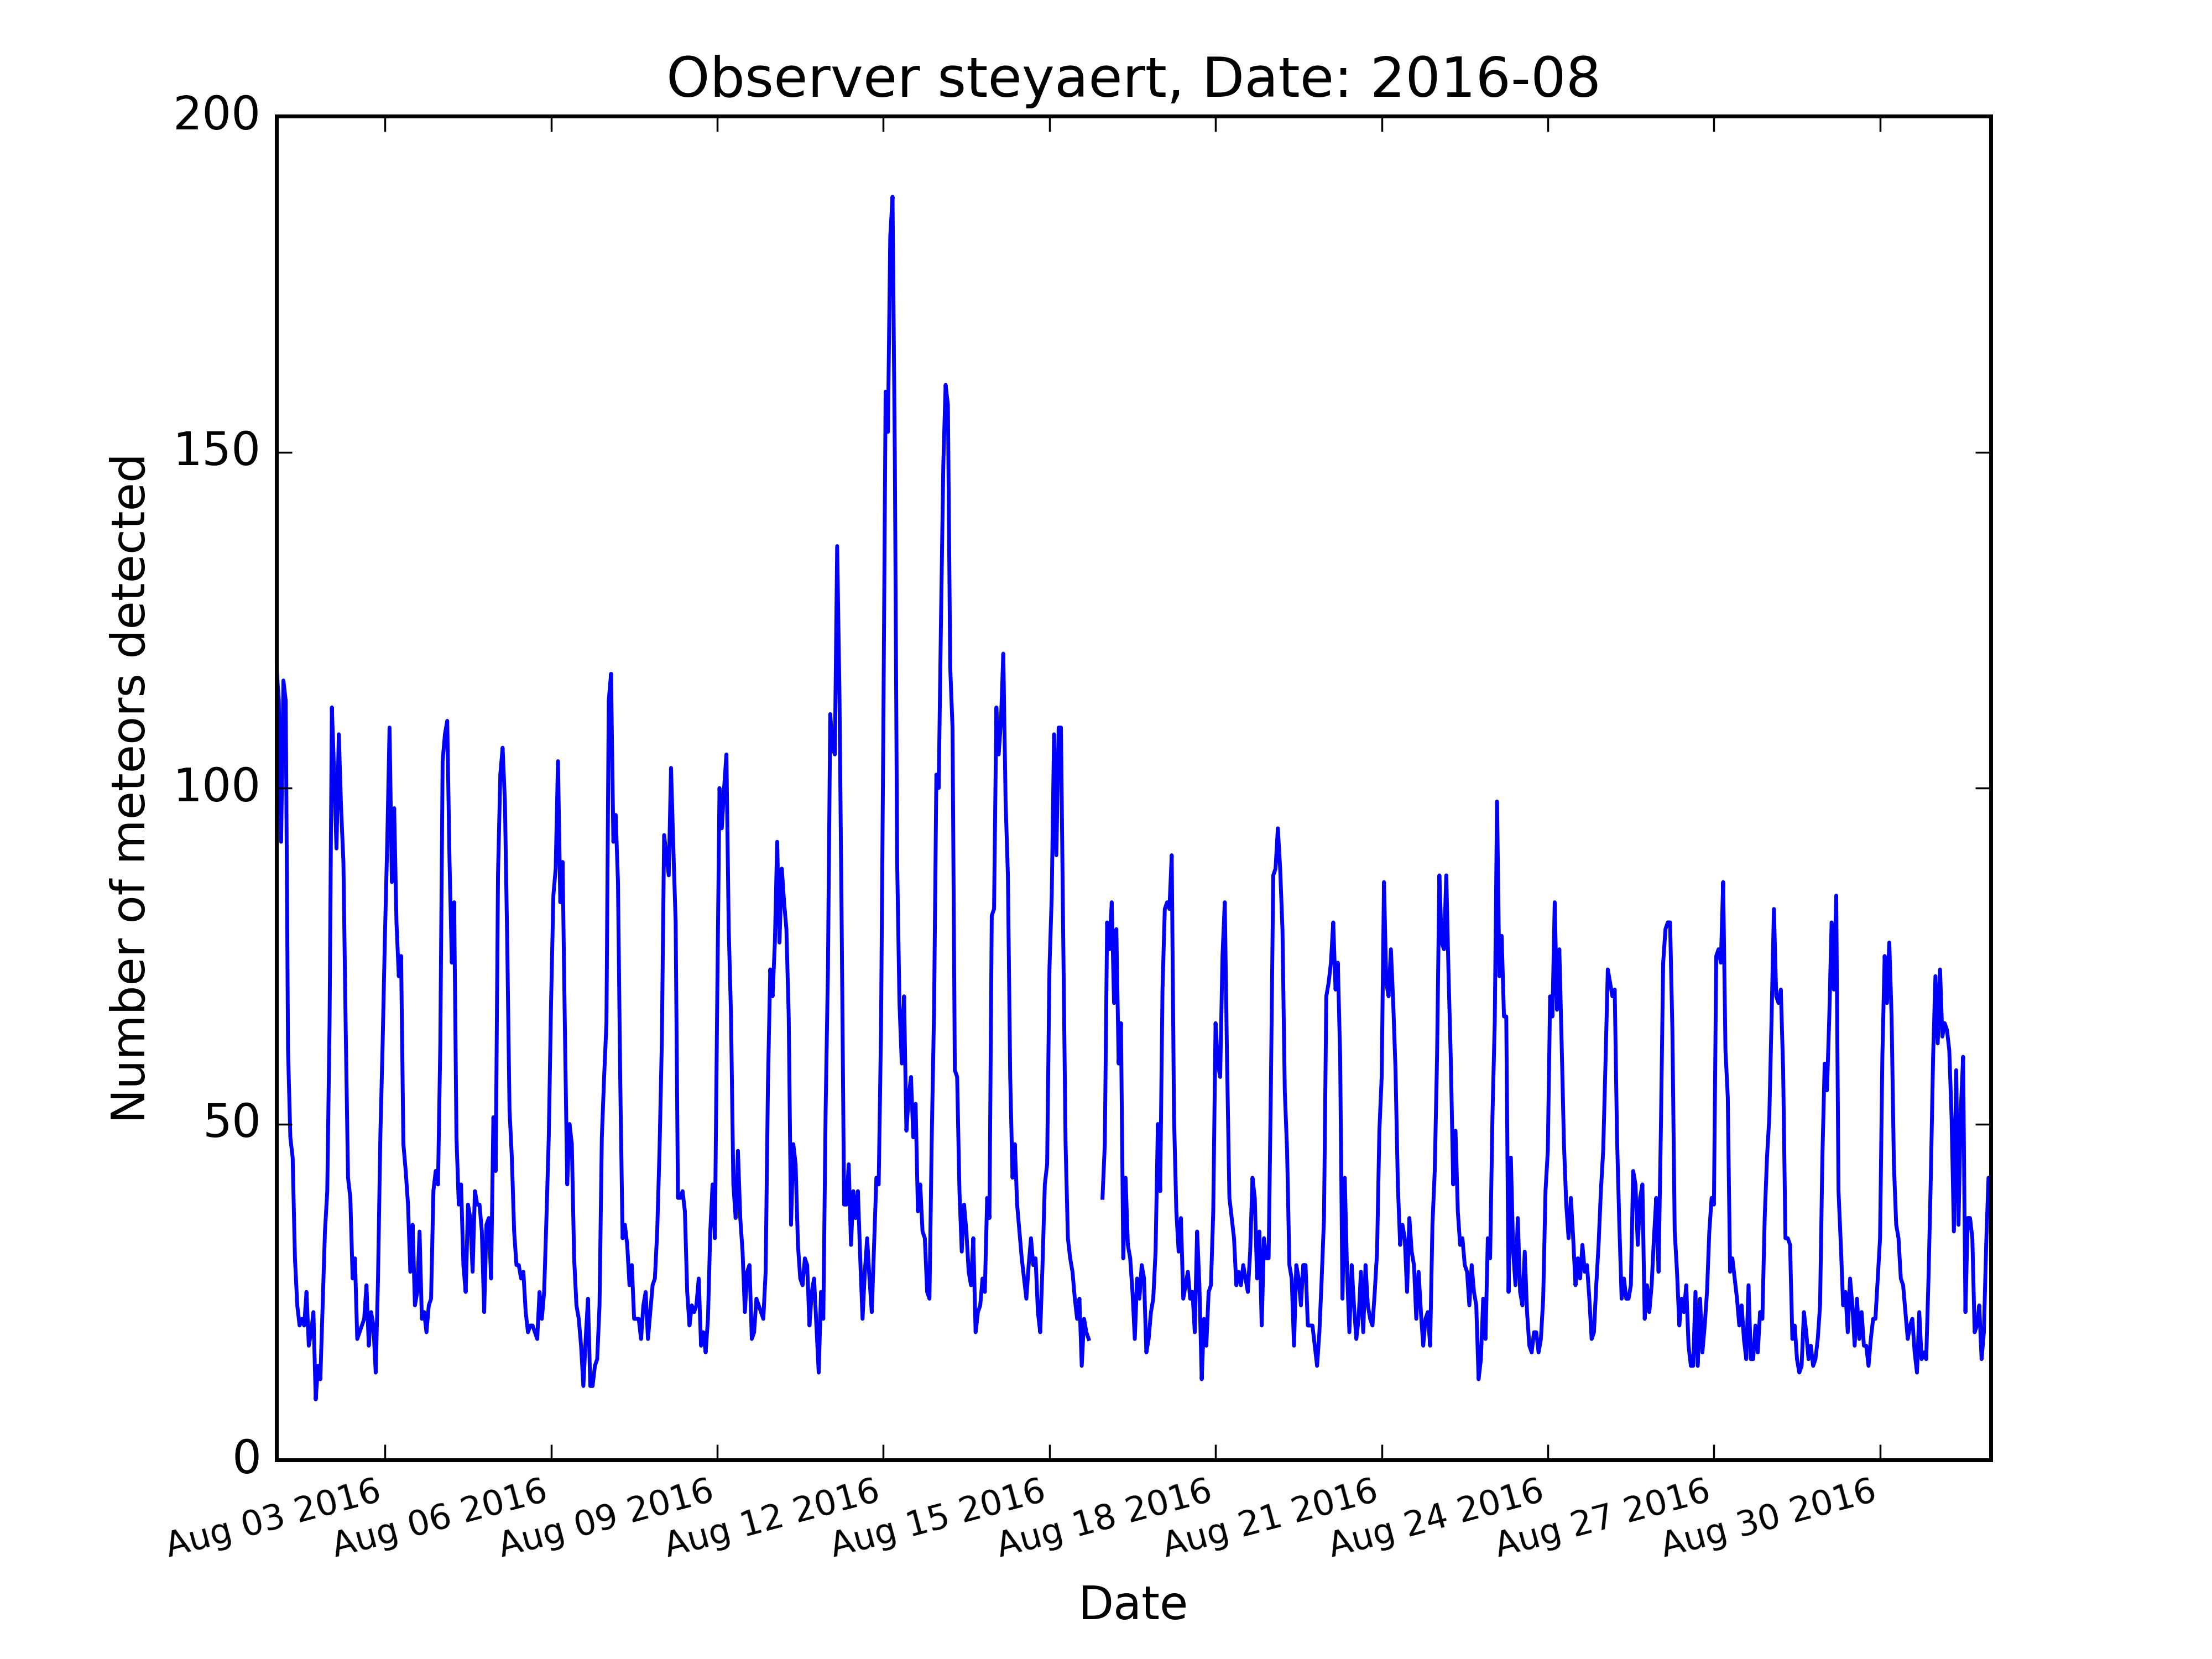 Observer steyaert, Date: 2016-08
200
150
100
50
0
Number of meteors detected
Aug 03 2016
Aug 06 2016
Aug 09 2016
Aug 12 2016
Aug 15 2016
Aug 18 2016
Aug 21 2016
Aug 24 2016
Aug 27 2016
Aug 30 2016
Date